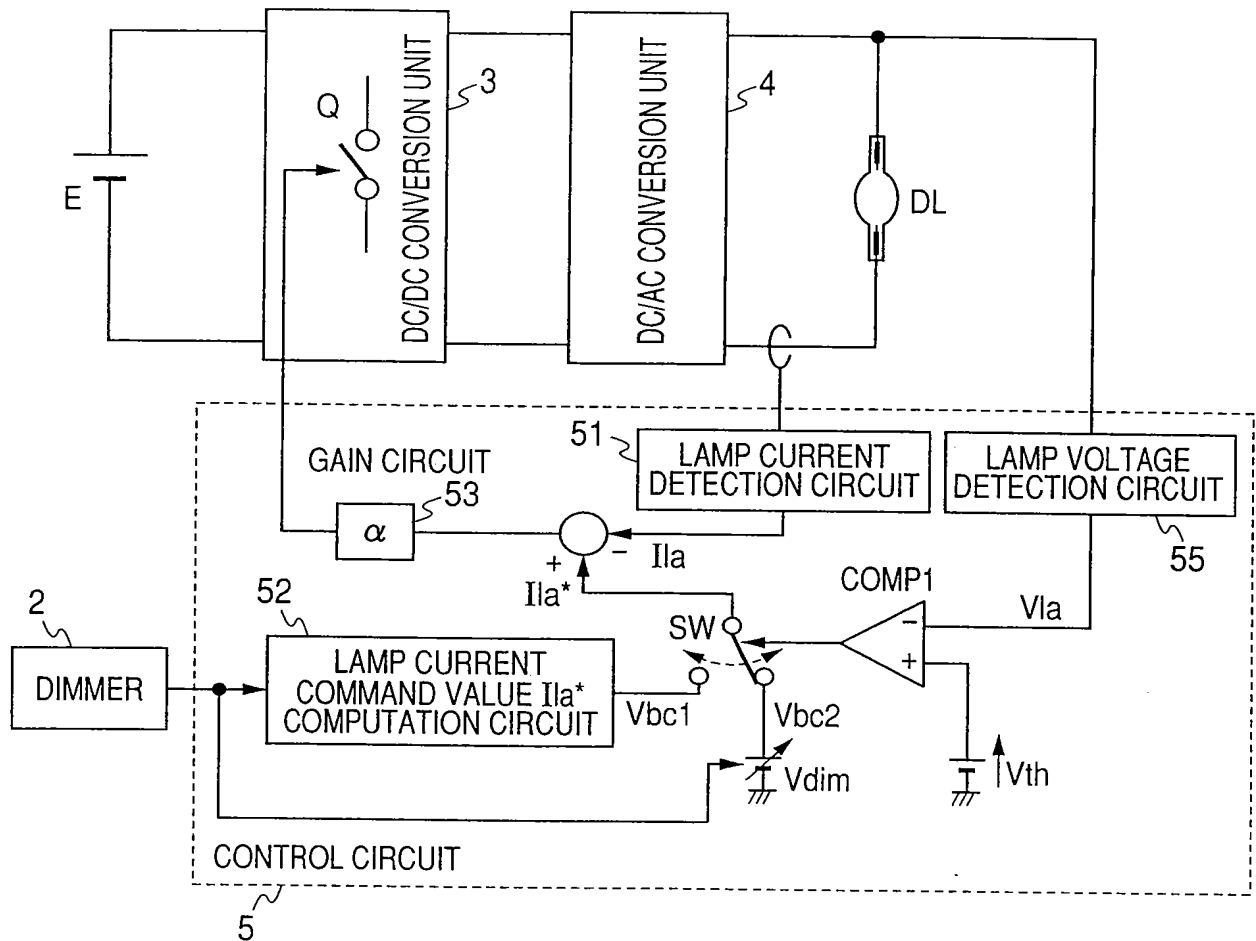 E
Q
DC/DC CONVERSION UNIT
3
DC/AC CONVERSION UNIT
4
DL
51
LAMP CURRENT
DETECTION CIRCUIT
LAMP VOLTAGE
DETECTION CIRCUIT
55
GAIN CIRCUIT
53
α
+
−
Ila
Ila*
COMP1
−
+
Vla
2
DIMMER
52
LAMP CURRENT
COMMAND VALUE Ila*
COMPUTATION CIRCUIT
SW
Vbc1
Vbc2
Vdim
Vth
CONTROL CIRCUIT
5